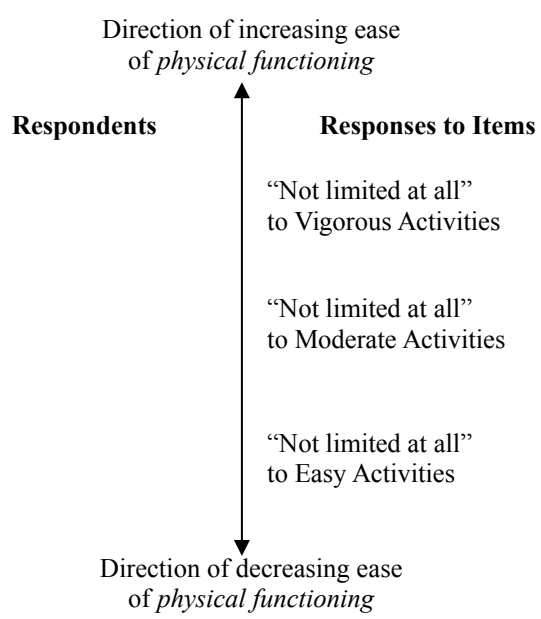 Direction of increasing ease
of physical functioning
Respondents
Responses to Items
“Not limited at all”
to Vigorous Activities
“Not limited at all”
to Moderate Activities
“Not limited at all”
to Easy Activities
Direction of decreasing ease
of physical functioning